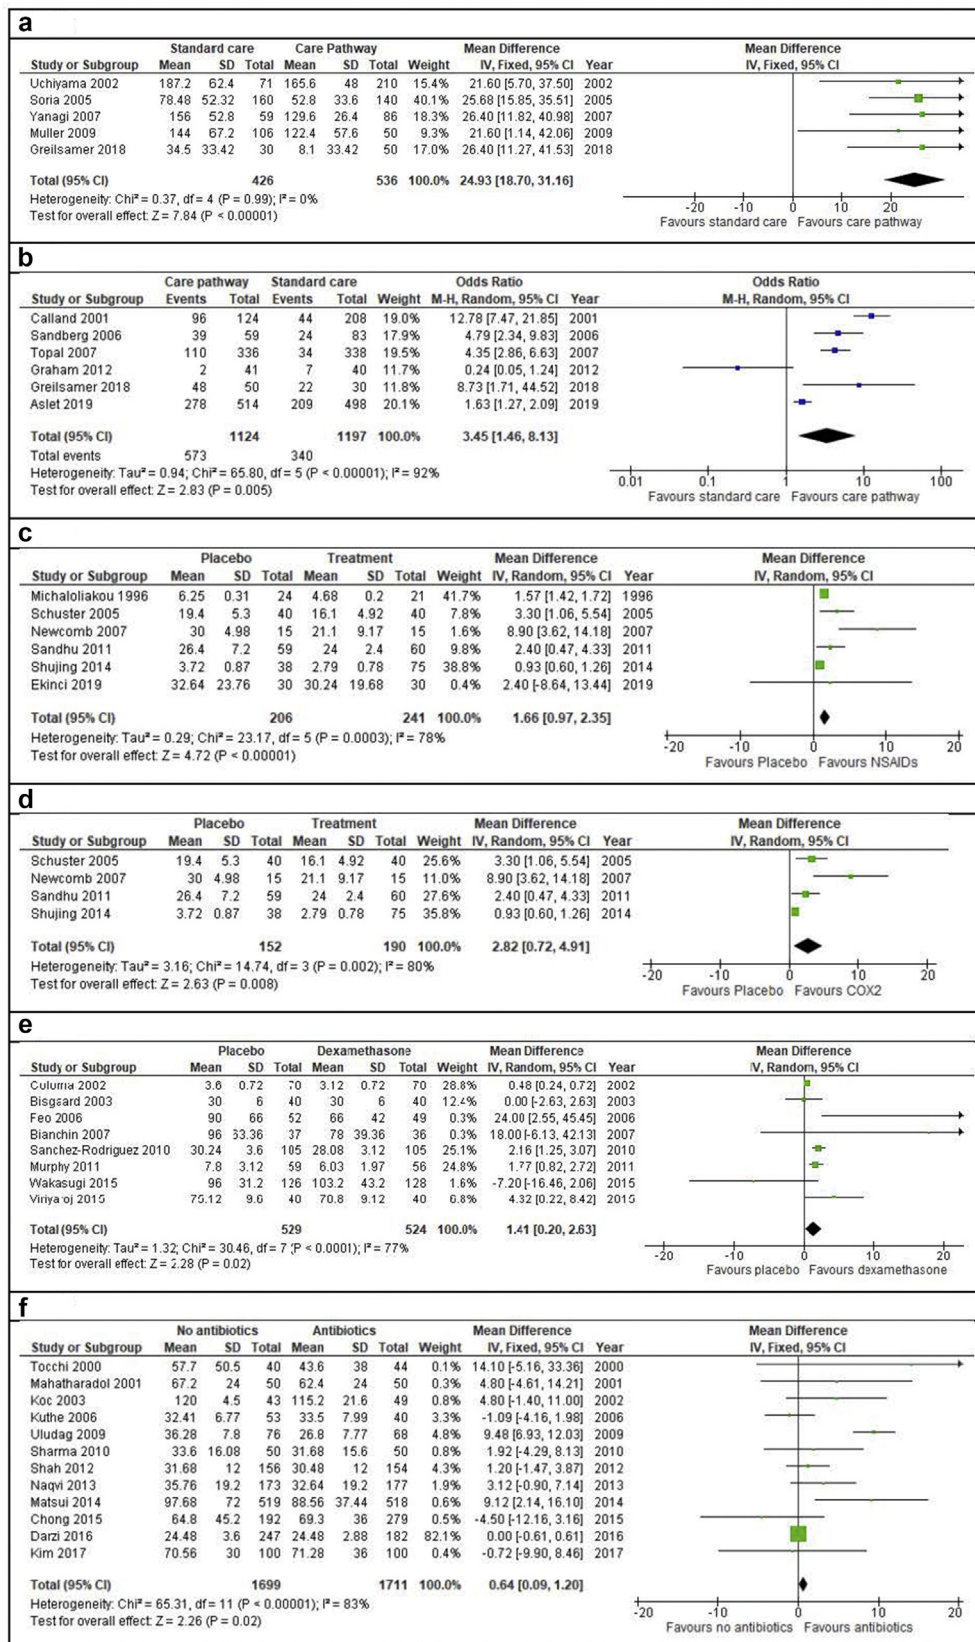 a
Standard care Care Pathway Mean Difference Mean Difference
Study or Subgroup Mean SD Total Mean SD Total Weight IV, Fixed, 95% CI Year IV, Fixed, 95% CI
Uchiyama 2002 187.2 62.4 71 165.6 48 210 15.4% 21.60 [5.70, 37.50] 2002
Soria 2005 78.48 52.32 160 52.8 33.6 140 40.1% 25.68 [15.85, 35.51] 2005
Yanagi 2007 156 52.8 59 129.6 26.4 86 18.2% 26.40 [11.82, 40.98] 2007
Muller 2009 144 67.2 106 122.4 57.6 50 9.3% 21.60 [1.14, 42.06] 2009
Greilsamer 2018 34.5 33.42 30 8.1 33.42 50 17.0% 26.40 [11.27, 41.53] 2018
Total (95% CI) 426 536 100.0% 24.93 [18.70, 31.16]
Heterogeneity: Chi² = 0.37, df = 4 (P = 0.99); I² = 0%
Test for overall effect: Z = 7.84 (P < 0.00001)
-20 -10 0 10 20
Favours standard care Favours care pathway
b
Care pathway Standard care Odds Ratio Odds Ratio
Study or Subgroup Events Total Events Total Weight M-H, Random, 95% CI Year M-H, Random, 95% CI
Calland 2001 96 124 44 208 19.0% 12.78 [7.47, 21.85] 2001
Sandberg 2006 39 59 24 83 17.9% 4.79 [2.34, 9.83] 2006
Topal 2007 110 336 34 338 19.5% 4.35 [2.86, 6.63] 2007
Graham 2012 2 41 7 40 11.7% 0.24 [0.05, 1.24] 2012
Greilsamer 2018 48 50 22 30 11.8% 8.73 [1.71, 44.52] 2018
Aslet 2019 278 514 209 498 20.1% 1.63 [1.27, 2.09] 2019
Total (95% CI) 1124 1197 100.0% 3.45 [1.46, 8.13]
Total events 573 340
Heterogeneity: Tau² = 0.94; Chi² = 65.80, df = 5 (P < 0.00001); I² = 92%
Test for overall effect: Z = 2.83 (P = 0.005)
0.01 0.1 1 10 100
Favours standard care Favours care pathway
c
Placebo Treatment Mean Difference Mean Difference
Study or Subgroup Mean SD Total Mean SD Total Weight IV, Random, 95% CI Year IV, Random, 95% CI
Michaloliakou 1996 6.25 0.31 24 4.68 0.2 21 41.7% 1.57 [1.42, 1.72] 1996
Schuster 2005 19.4 5.3 40 16.1 4.92 40 7.8% 3.30 [1.06, 5.54] 2005
Newcomb 2007 30 4.98 15 21.1 9.17 15 1.6% 8.90 [3.62, 14.18] 2007
Sandhu 2011 26.4 7.2 59 24 2.4 60 9.8% 2.40 [0.47, 4.33] 2011
Shujing 2014 3.72 0.87 38 2.79 0.78 75 38.8% 0.93 [0.60, 1.26] 2014
Ekinci 2019 32.64 23.76 30 30.24 19.68 30 0.4% 2.40 [-8.64, 13.44] 2019
Total (95% CI) 206 241 100.0% 1.66 [0.97, 2.35]
Heterogeneity: Tau² = 0.29; Chi² = 23.17, df = 5 (P = 0.0003); I² = 78%
Test for overall effect: Z = 4.72 (P < 0.00001)
-20 -10 0 10 20
Favours Placebo Favours NSAIDs
d
Placebo Treatment Mean Difference Mean Difference
Study or Subgroup Mean SD Total Mean SD Total Weight IV, Random, 95% CI Year IV, Random, 95% CI
Schuster 2005 19.4 5.3 40 16.1 4.92 40 25.6% 3.30 [1.06, 5.54] 2005
Newcomb 2007 30 4.98 15 21.1 9.17 15 11.0% 8.90 [3.62, 14.18] 2007
Sandhu 2011 26.4 7.2 59 24 2.4 60 27.6% 2.40 [0.47, 4.33] 2011
Shujing 2014 3.72 0.87 38 2.79 0.78 75 35.8% 0.93 [0.60, 1.26] 2014
Total (95% CI) 152 190 100.0% 2.82 [0.72, 4.91]
Heterogeneity: Tau² = 3.16; Chi² = 14.74, df = 3 (P = 0.002); I² = 80%
Test for overall effect: Z = 2.63 (P = 0.008)
-20 -10 0 10 20
Favours Placebo Favours COX2
e
Placebo Dexamethasone Mean Difference Mean Difference
Study or Subgroup Mean SD Total Mean SD Total Weight IV, Random, 95% CI Year IV, Random, 95% CI
Coloma 2002 3.6 0.72 70 3.12 0.72 70 28.8% 0.48 [0.24, 0.72] 2002
Bisgaard 2003 30 6 40 30 6 40 12.4% 0.00 [-2.63, 2.63] 2003
Feo 2006 90 66 52 66 42 49 0.3% 24.00 [2.55, 45.45] 2006
Bianchin 2007 96 63.36 37 78 39.36 36 0.3% 18.00 [-6.13, 42.13] 2007
Sanchez-Rodriguez 2010 30.24 3.6 105 28.08 3.12 105 25.1% 2.16 [1.25, 3.07] 2010
Murphy 2011 7.8 3.12 59 6.03 1.97 56 24.8% 1.77 [0.82, 2.72] 2011
Wakasugi 2015 96 31.2 126 103.2 43.2 128 1.6% -7.20 [-16.46, 2.06] 2015
Viriyaroj 2015 75.12 9.6 40 70.8 9.12 40 6.8% 4.32 [0.22, 8.42] 2015
Total (95% CI) 529 524 100.0% 1.41 [0.20, 2.63]
Heterogeneity: Tau² = 1.32; Chi² = 30.46, df = 7 (P < 0.0001); I² = 77%
Test for overall effect: Z = 2.28 (P = 0.02)
-20 -10 0 10 20
Favours placebo Favours dexamethasone
f
No antibiotics Antibiotics Mean Difference Mean Difference
Study or Subgroup Mean SD Total Mean SD Total Weight IV, Fixed, 95% CI Year IV, Fixed, 95% CI
Tocchi 2000 57.7 50.5 40 43.6 38 44 0.1% 14.10 [-5.16, 33.36] 2000
Mahatharadol 2001 67.2 24 50 62.4 24 50 0.3% 4.80 [-4.61, 14.21] 2001
Koc 2003 120 4.5 43 115.2 21.6 49 0.8% 4.80 [-1.40, 11.00] 2002
Kuthe 2006 32.41 6.77 53 33.5 7.99 40 3.3% -1.09 [-4.16, 1.98] 2006
Uludag 2009 36.28 7.8 76 26.8 7.77 68 4.8% 9.48 [6.93, 12.03] 2009
Sharma 2010 33.6 16.08 50 31.68 15.6 50 0.8% 1.92 [-4.29, 8.13] 2010
Shah 2012 31.68 12 156 30.48 12 154 4.3% 1.20 [-1.47, 3.87] 2012
Naqvi 2013 35.76 19.2 173 32.64 19.2 177 1.9% 3.12 [-0.90, 7.14] 2013
Matsui 2014 97.68 72 519 88.56 37.44 518 0.6% 9.12 [2.14, 16.10] 2014
Chong 2015 64.8 45.2 192 69.3 36 279 0.5% -4.50 [-12.16, 3.16] 2015
Darzi 2016 24.48 3.6 247 24.48 2.88 182 82.1% 0.00 [-0.61, 0.61] 2016
Kim 2017 70.56 30 100 71.28 36 100 0.4% -0.72 [-9.90, 8.46] 2017
Total (95% CI) 1699 1711 100.0% 0.64 [0.09, 1.20]
Heterogeneity: Chi² = 65.31, df = 11 (P < 0.00001); I² = 83%
Test for overall effect: Z = 2.26 (P = 0.02)
-20 -10 0 10 20
Favours no antibiotics Favours antibiotics